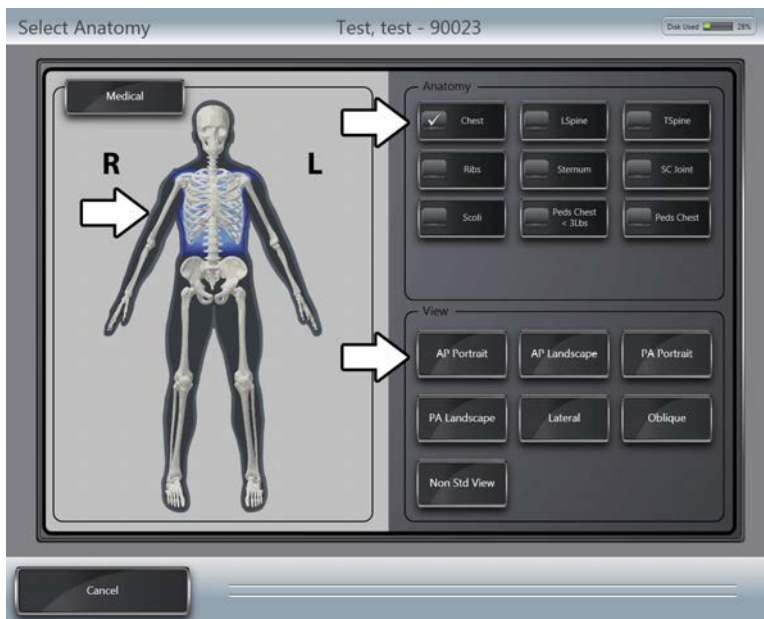 Select Anatomy
Test, test - 90023
Disk Used 28%
Medical
R
L
Anatomy
Chest
LSpine
TSpine
Ribs
Sternum
SC Joint
Scoli
Peds Chest
< 3Lbs
Peds Chest
View
AP Portrait
AP Landscape
PA Portrait
PA Landscape
Lateral
Oblique
Non Std View
Cancel